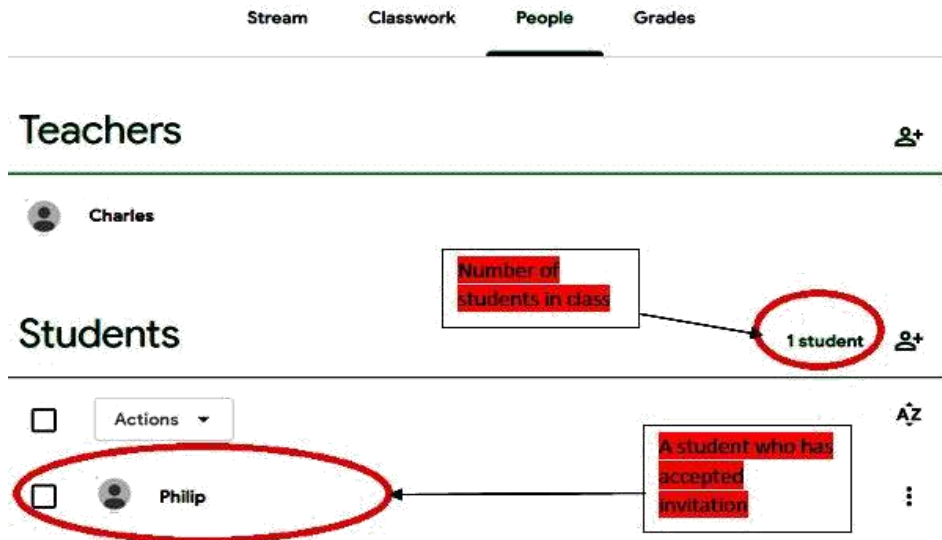 Stream Classwork People Grades
Teachers
Charles
Number of
students in class
Students
1 student
Actions
AZ
A student who has
accepted
invitation
Philip